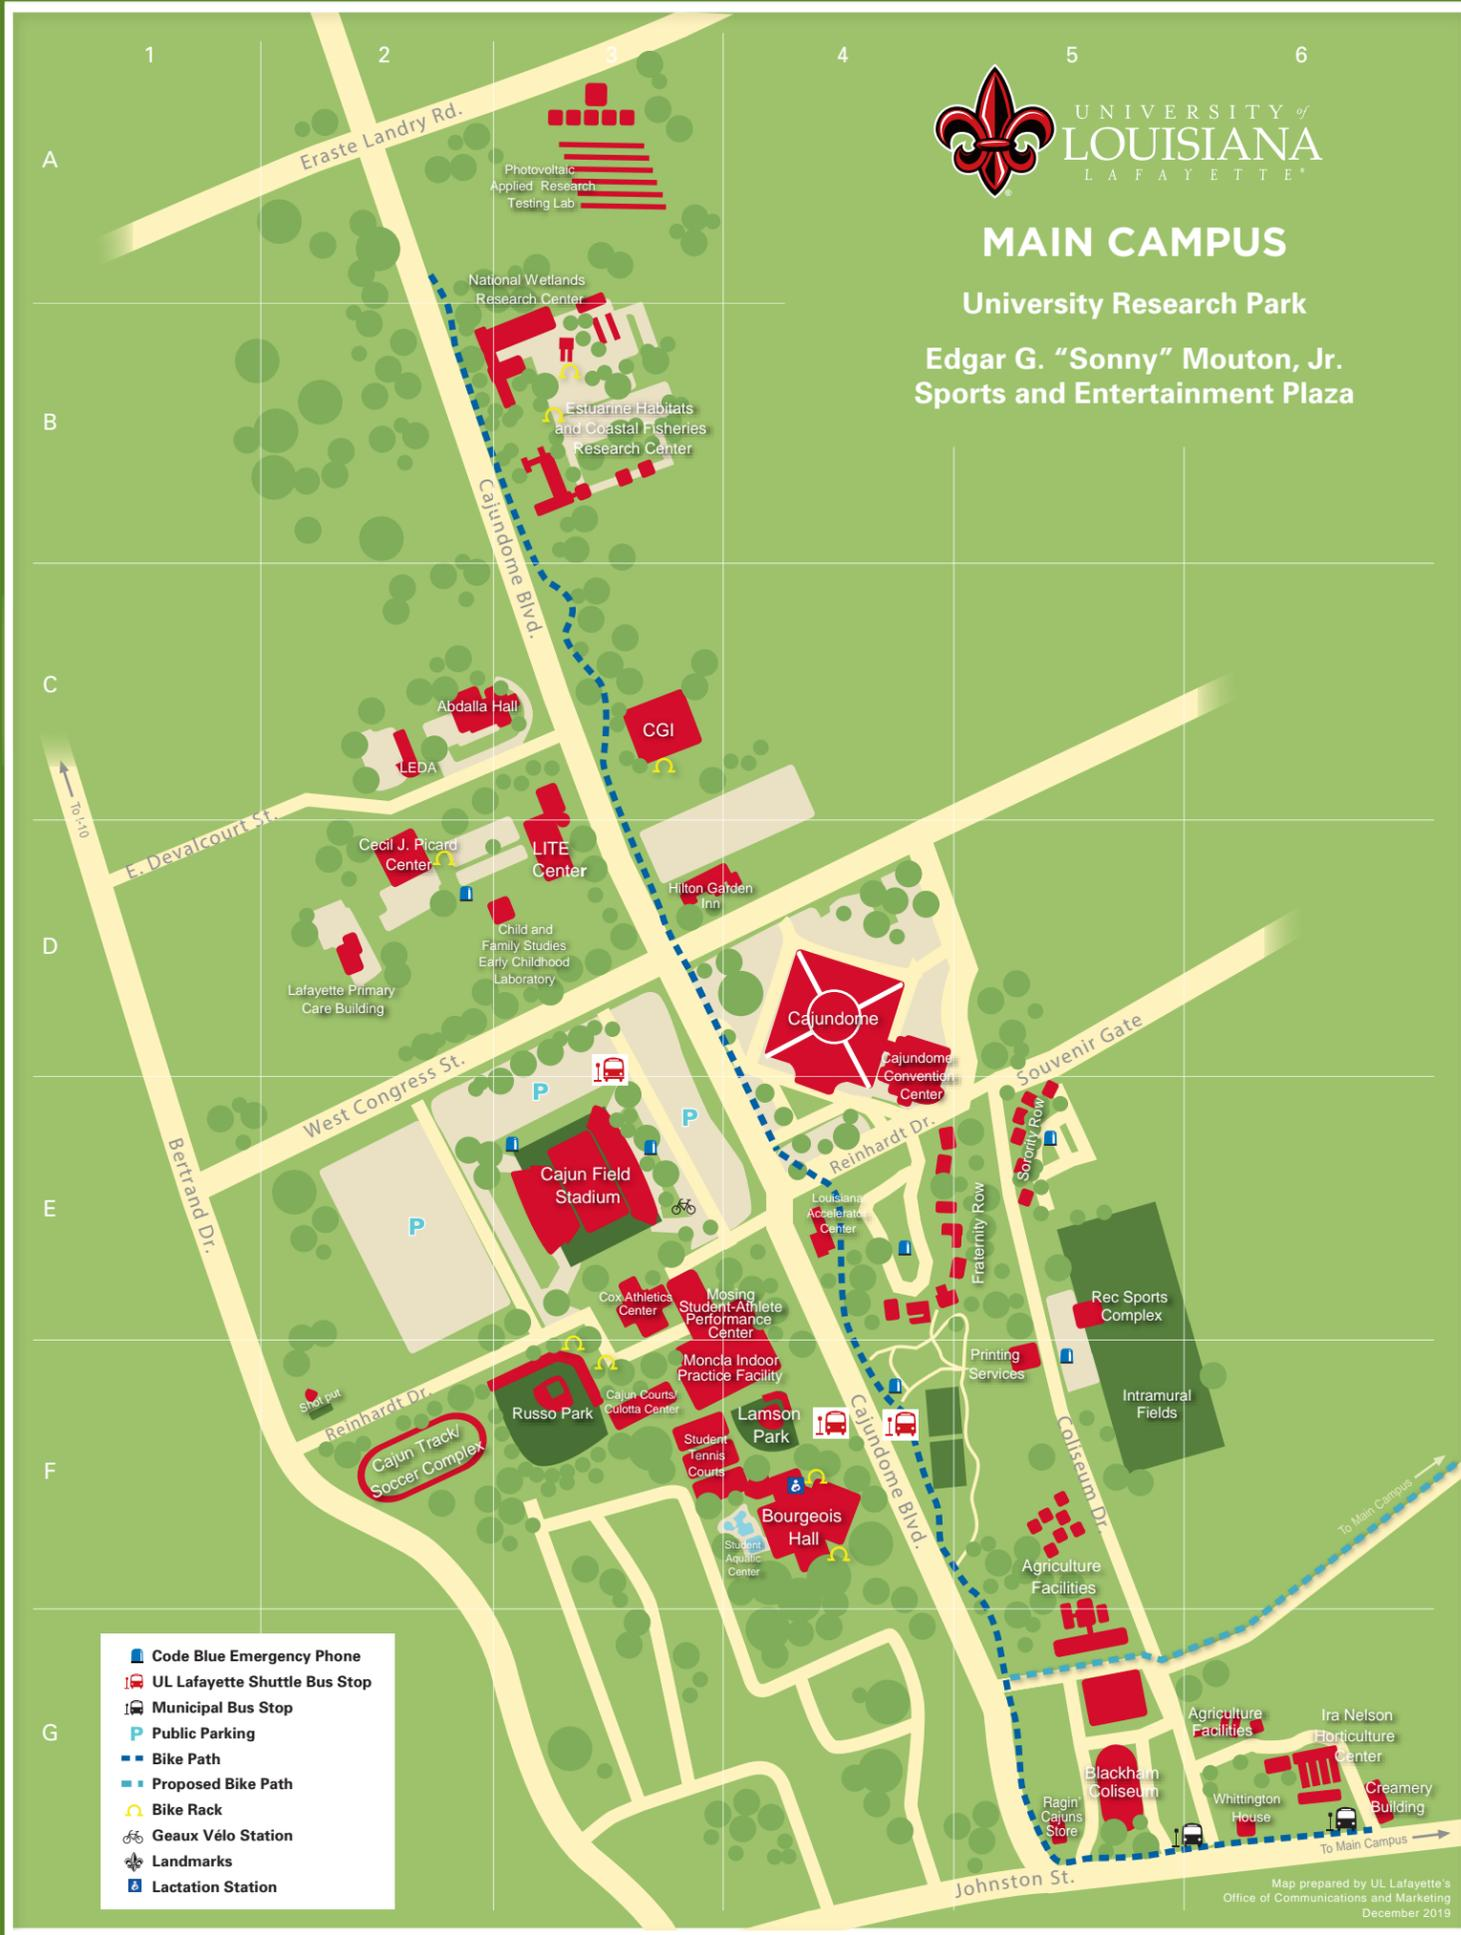 1
2
3
4
5
6
A
B
C
D
E
F
G
UNIVERSITY of
LOUISIANA
LAFAYETTE®
®
MAIN CAMPUS
University Research Park
Edgar G. “Sonny” Mouton, Jr.
Sports and Entertainment Plaza
Eraste Landry Rd.
Photovoltaic
Applied Research
Testing Lab
National Wetlands
Research Center
Estuarine Habitats
and Coastal Fisheries
Research Center
Cajundome Blvd.
Abdalla Hall
CGI
LEDA
To I-10
E. Devalcourt St.
Cecil J. Picard
Center
LITE
Center
Hilton Garden
Inn
Child and
Family Studies
Early Childhood
Laboratory
Lafayette Primary
Care Building
Cajundome
Cajundome
Convention
Center
Souvenir Gate
West Congress St.
P
P
P
Reinhardt Dr.
Sorority Row
Bertrand Dr.
Cajun Field
Stadium
Louisiana
Accelerator
Center
Fraternity Row
Cox Athletics
Center
Mosing
Student-Athlete
Performance
Center
Rec Sports
Complex
Moncla Indoor
Practice Facility
Printing
Services
Shot put
Reinhardt Dr.
Russo Park
Cajun Courts/
Culotta Center
Lamson
Park
Intramural
Fields
Cajun Track/
Soccer Complex
Student
Tennis
Courts
Cajundome Blvd.
Coliseum Dr.
To Main Campus
Bourgeois
Hall
Student
Aquatic
Center
Agriculture
Facilities
Agriculture
Facilities
Ira Nelson
Horticulture
Center
Blackham
Coliseum
Ragin'
Cajuns
Store
Whittington
House
Creamery
Building
To Main Campus
Johnston St.
Code Blue Emergency Phone
UL Lafayette Shuttle Bus Stop
Municipal Bus Stop
P Public Parking
Bike Path
Proposed Bike Path
Bike Rack
Geaux Vélo Station
Landmarks
Lactation Station
Map prepared by UL Lafayette's
Office of Communications and Marketing
December 2019